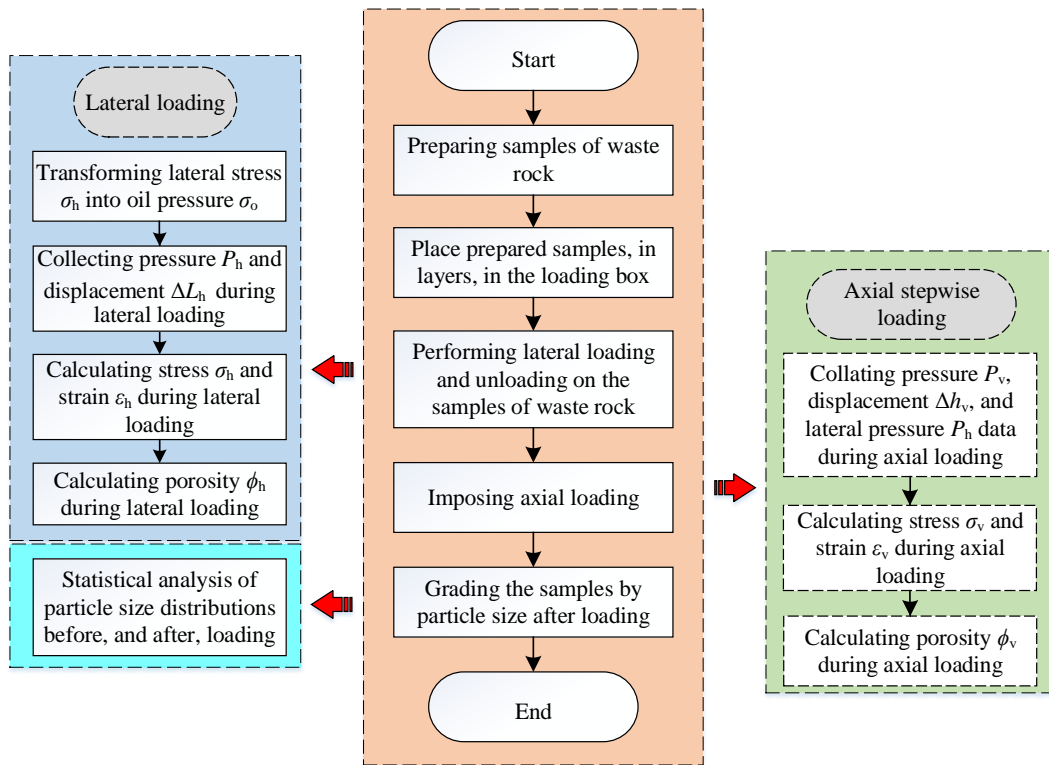 Lateral loading
Transforming lateral stress
σh into oil pressure σo
Collecting pressure Ph and
displacement ΔLh during
lateral loading
Calculating stress σh and
strain εh during lateral
loading
Calculating porosity ϕh
during lateral loading
Statistical analysis of
particle size distributions
before, and after, loading
Start
Preparing samples of waste
rock
Place prepared samples, in
layers, in the loading box
Performing lateral loading
and unloading on the
samples of waste rock
Imposing axial loading
Grading the samples by
particle size after loading
End
Axial stepwise
loading
Collating pressure Pv,
displacement Δhv, and
lateral pressure Ph data
during axial loading
Calculating stress σv and
strain εv during axial
loading
Calculating porosity ϕv
during axial loading